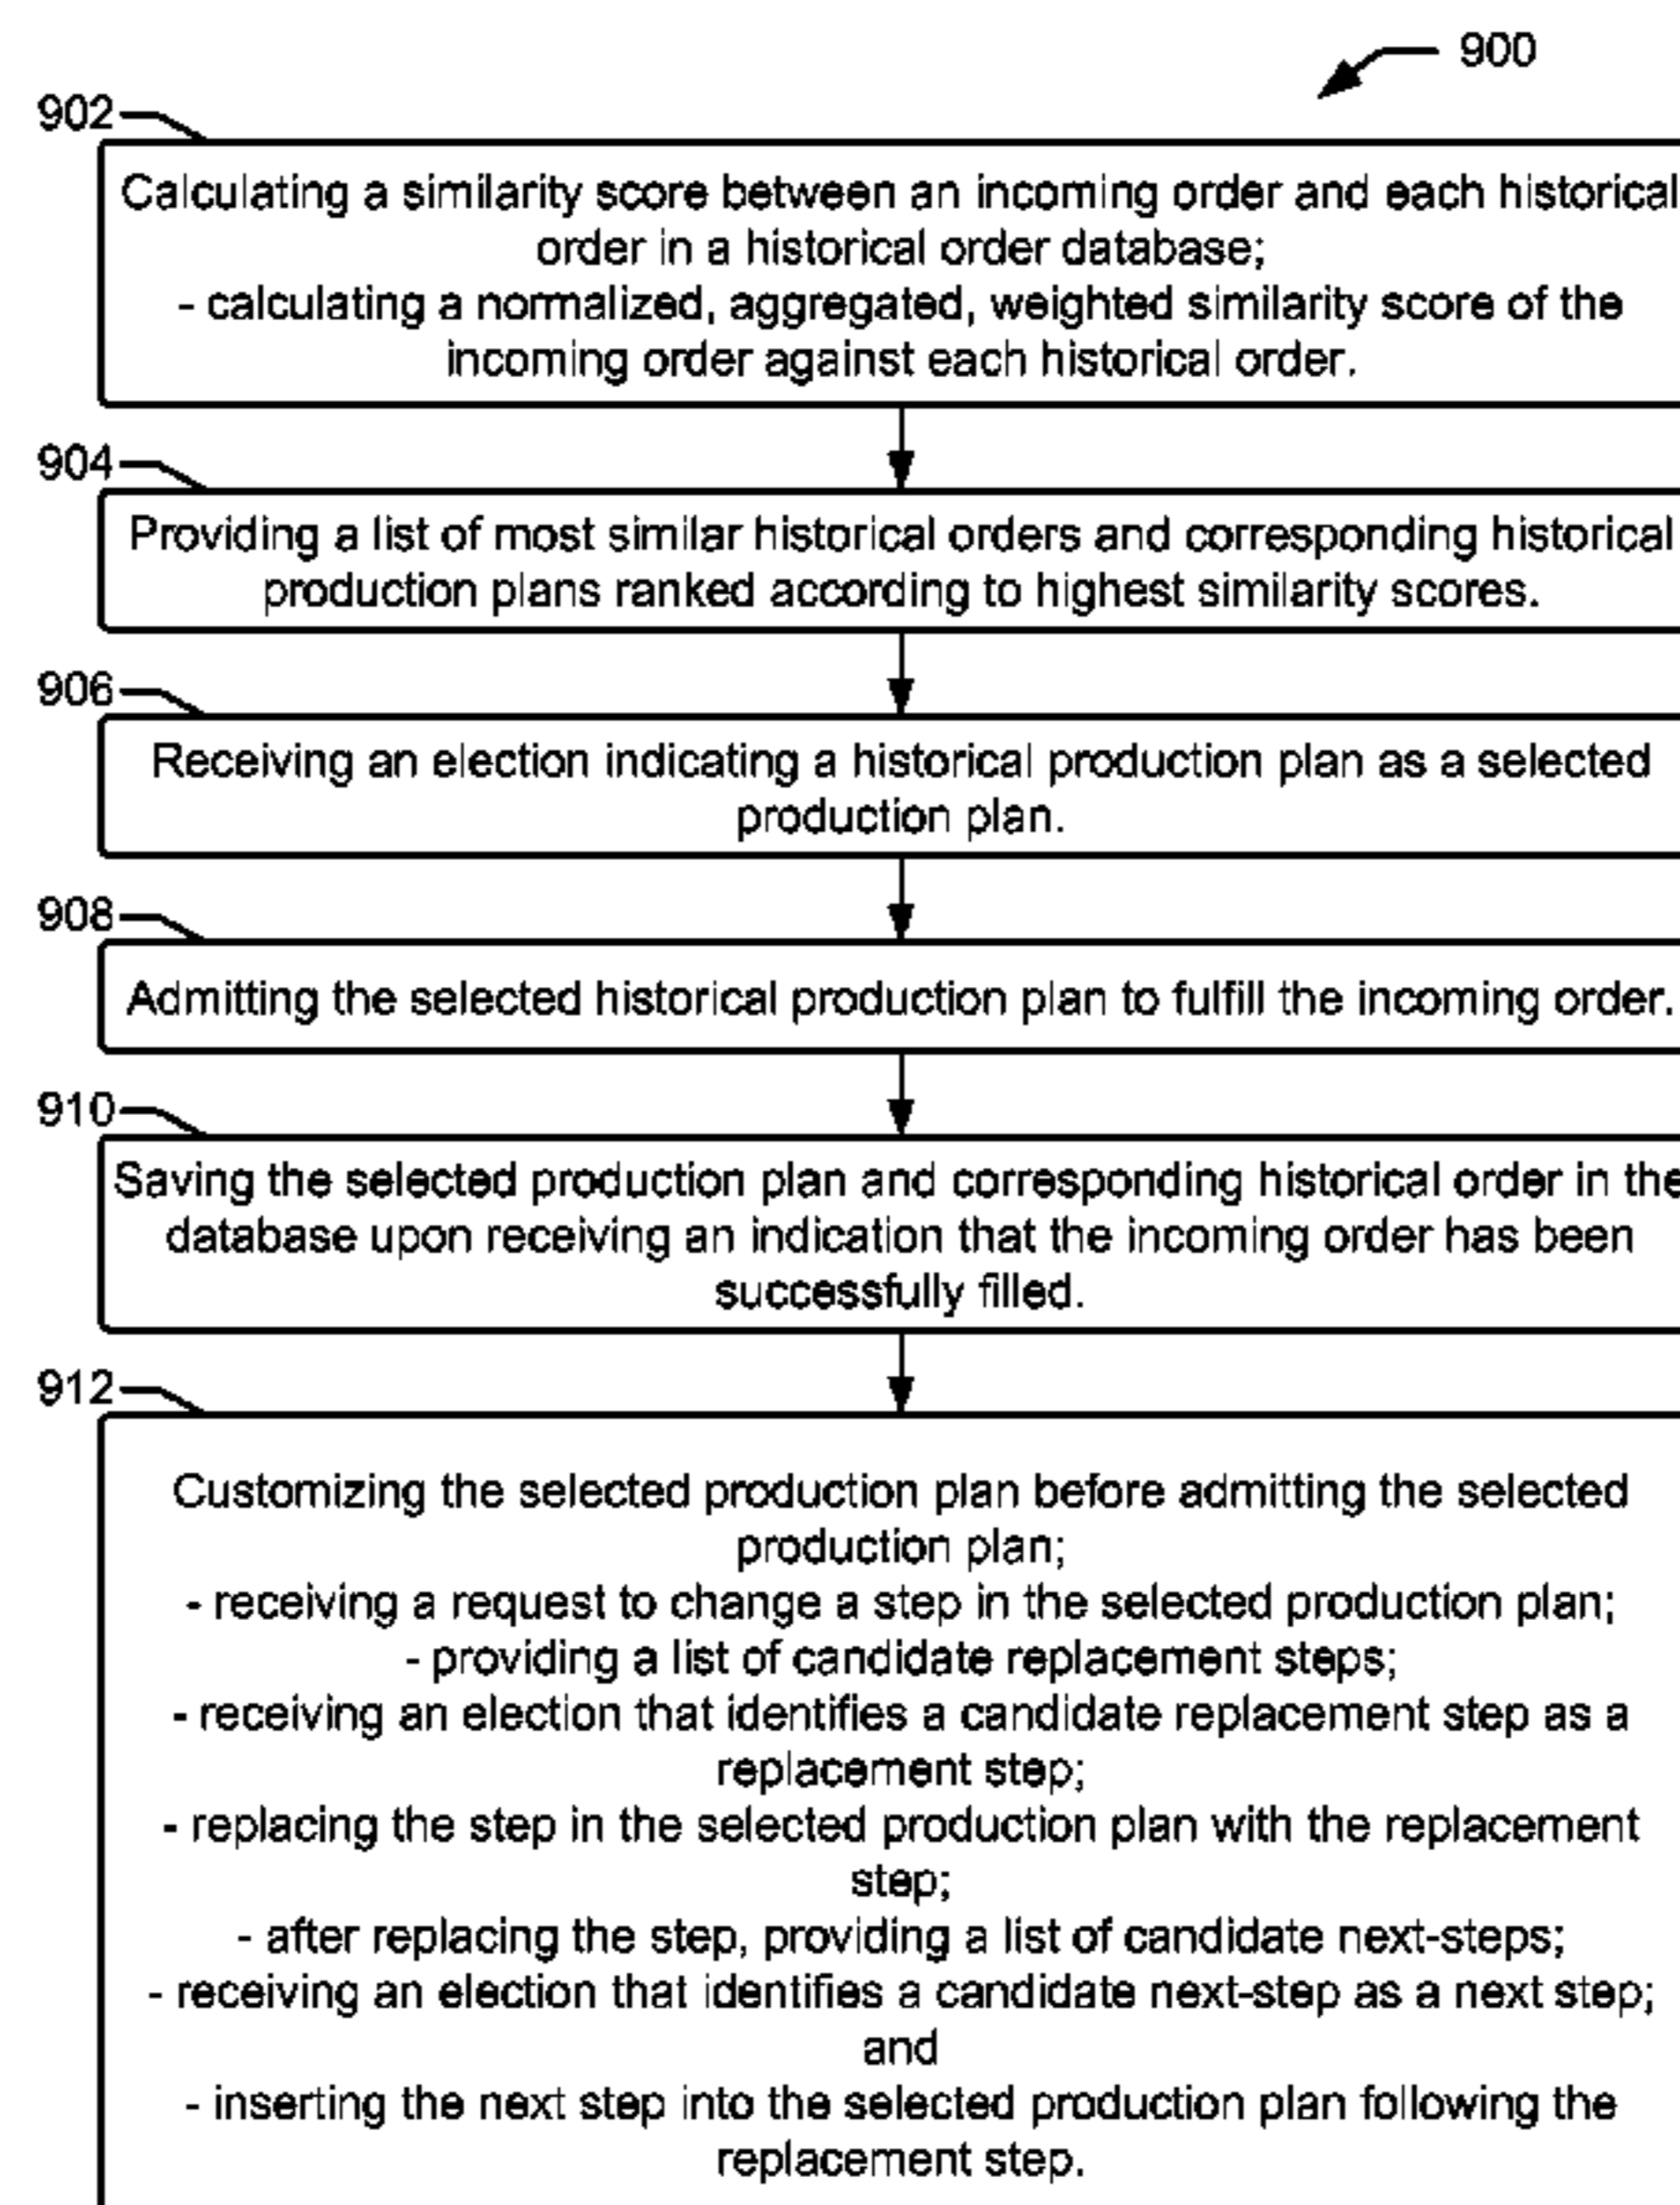 900
902
Calculating a similarity score between an incoming order and each historical
order in a historical order database;
- calculating a normalized, aggregated, weighted similarity score of the
incoming order against each historical order.
904
Providing a list of most similar historical orders and corresponding historical
production plans ranked according to highest similarity scores.
906
Receiving an election indicating a historical production plan as a selected
production plan.
908
Admitting the selected historical production plan to fulfill the incoming order.
910
Saving the selected production plan and corresponding historical order in the
database upon receiving an indication that the incoming order has been
successfully filled.
912
Customizing the selected production plan before admitting the selected
production plan;
- receiving a request to change a step in the selected production plan;
- providing a list of candidate replacement steps;
- receiving an election that identifies a candidate replacement step as a
replacement step;
- replacing the step in the selected production plan with the replacement
step;
- after replacing the step, providing a list of candidate next-steps;
- receiving an election that identifies a candidate next-step as a next step;
and
- inserting the next step into the selected production plan following the
replacement step.